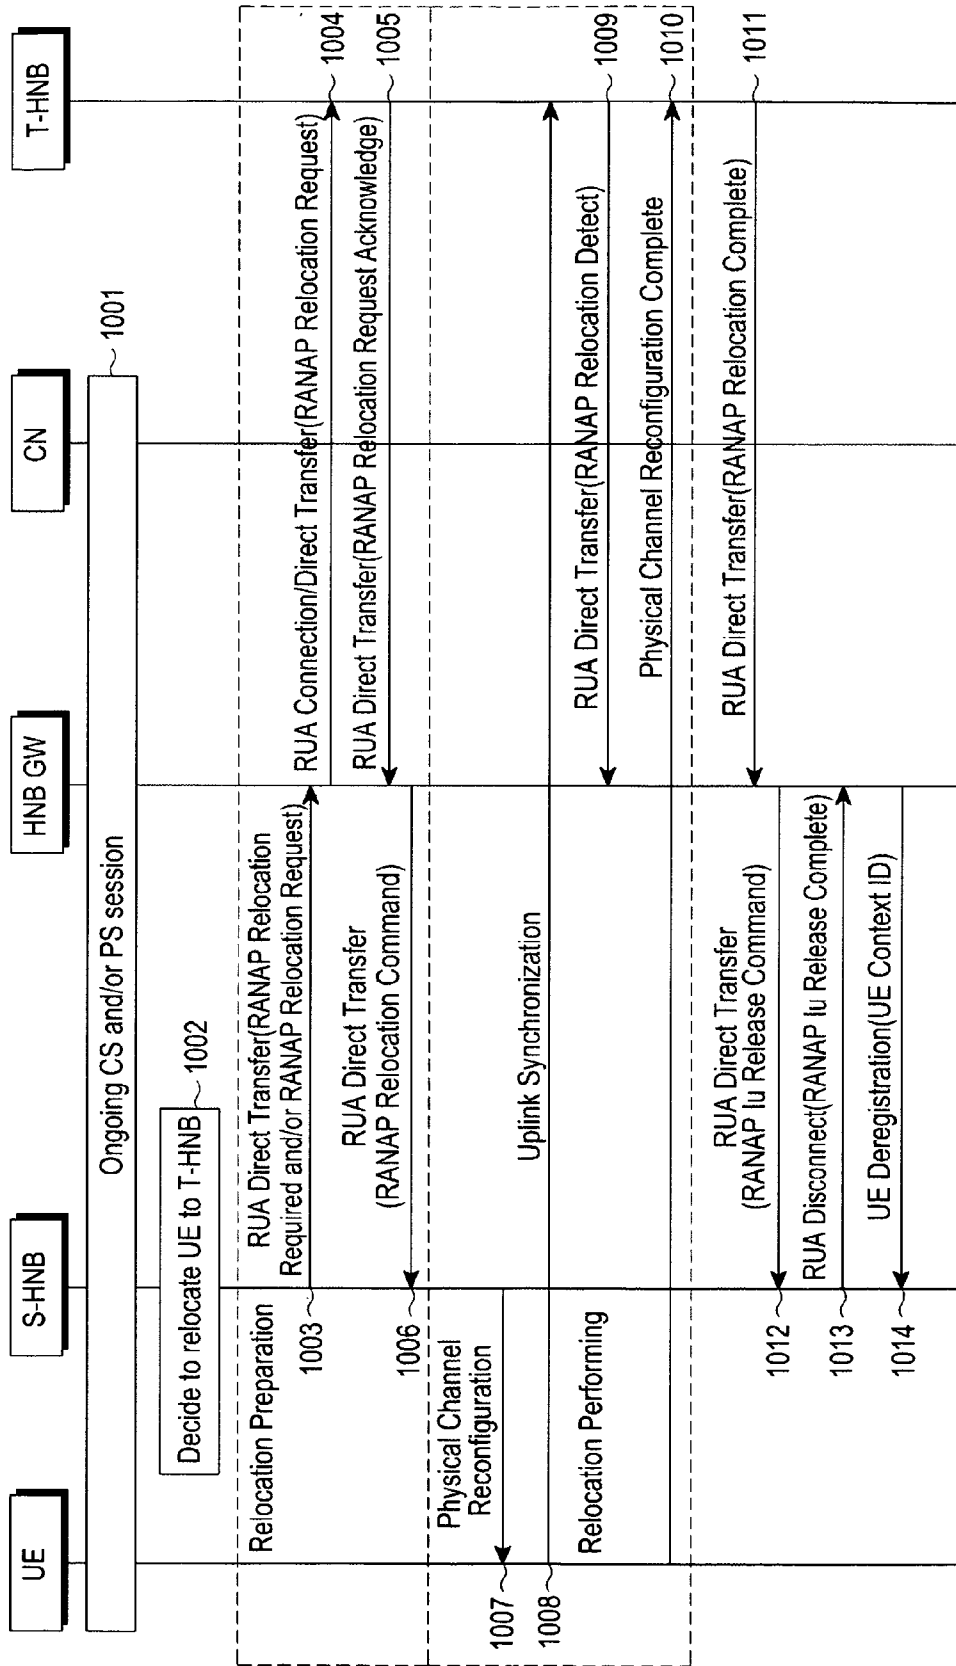 UE
S-HNB
HNB GW
CN
T-HNB
Ongoing CS and/or PS session
1001
Decide to relocate UE to T-HNB
1002
Relocation Preparation
RUA Direct Transfer(RANAP Relocation
Required and/or RANAP Relocation Request)
1003
RUA Connection/Direct Transfer(RANAP Relocation Request)
1004
RUA Direct Transfer(RANAP Relocation Request Acknowledge)
1005
RUA Direct Transfer
(RANAP Relocation Command)
1006
Physical Channel
Reconfiguration
1007
Uplink Synchronization
1008
Relocation Performing
RUA Direct Transfer(RANAP Relocation Detect)
1009
Physical Channel Reconfiguration Complete
1010
RUA Direct Transfer(RANAP Relocation Complete)
1011
RUA Direct Transfer
(RANAP Iu Release Command)
1012
RUA Disconnect(RANAP Iu Release Complete)
1013
UE Deregistration(UE Context ID)
1014